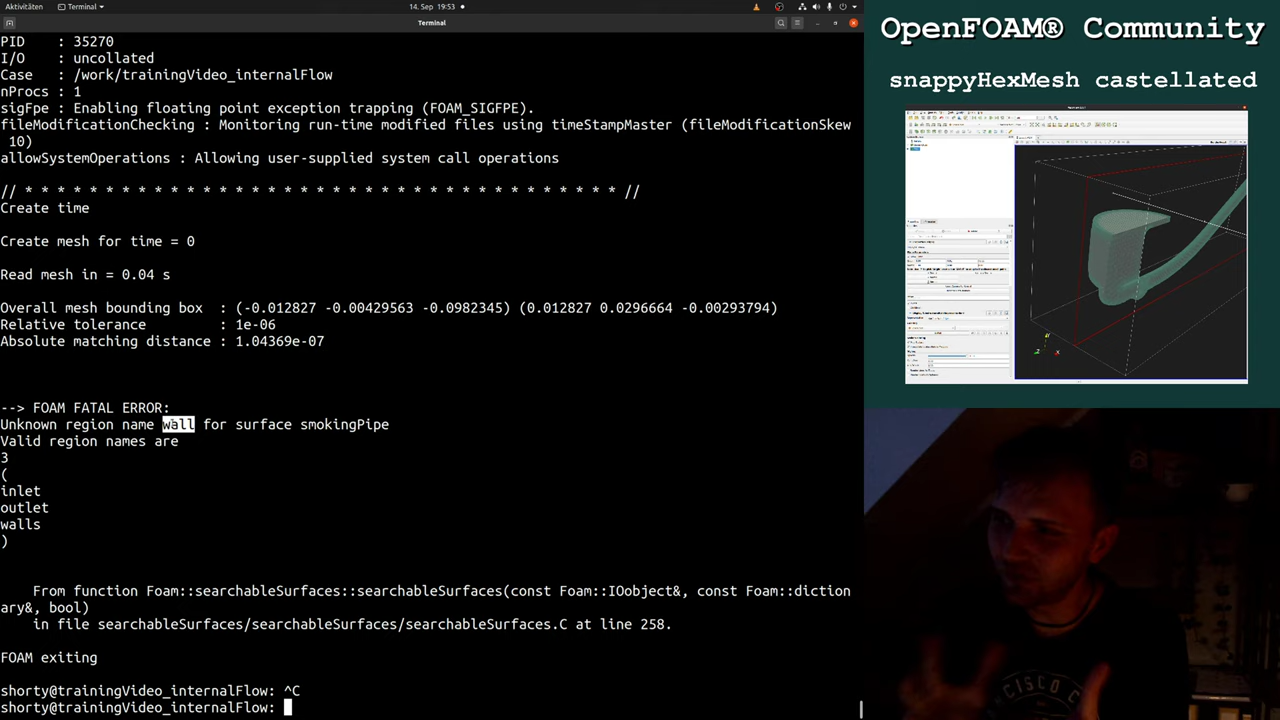 Aktivitäten
Terminal
14. Sep 19:53
Terminal
PID    : 35270
I/O    : uncollated
Case   : /work/trainingVideo_internalFlow
nProcs : 1
sigFpe : Enabling floating point exception trapping (FOAM_SIGFPE).
fileModificationChecking : Monitoring run-time modified files using timeStampMaster (fileModificationSkew
10)
allowSystemOperations : Allowing user-supplied system call operations
// * * * * * * * * * * * * * * * * * * * * * * * * * * * * * * * * * * * * * //
Create time
Create mesh for time = 0
Read mesh in = 0.04 s
Overall mesh bounding box  : (-0.012827 -0.00429563 -0.0982345) (0.012827 0.0296664 -0.00293794)
Relative tolerance         : 1e-06
Absolute matching distance : 1.04369e-07
--> FOAM FATAL ERROR:
Unknown region name wall for surface smokingPipe
Valid region names are
3
(
inlet
outlet
walls
)
From function Foam::searchableSurfaces::searchableSurfaces(const Foam::IOobject&, const Foam::diction
ary&, bool)
in file searchableSurfaces/searchableSurfaces/searchableSurfaces.C at line 258.
FOAM exiting
shorty@trainingVideo_internalFlow: ^C
shorty@trainingVideo_internalFlow:
OpenFOAM® Community
snappyHexMesh castellated